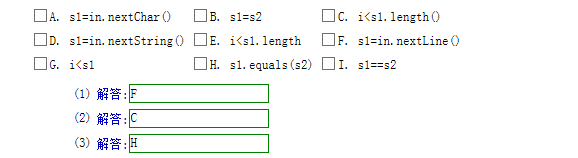 A. s1=in.nextChar() B. s1=s2 C. i<s1.length()
D. s1=in.nextString() E. i<s1.length F. s1=in.nextLine()
G. i<s1 H. s1.equals(s2) I. s1==s2
(1) 解答:F
(2) 解答:C
(3) 解答:H